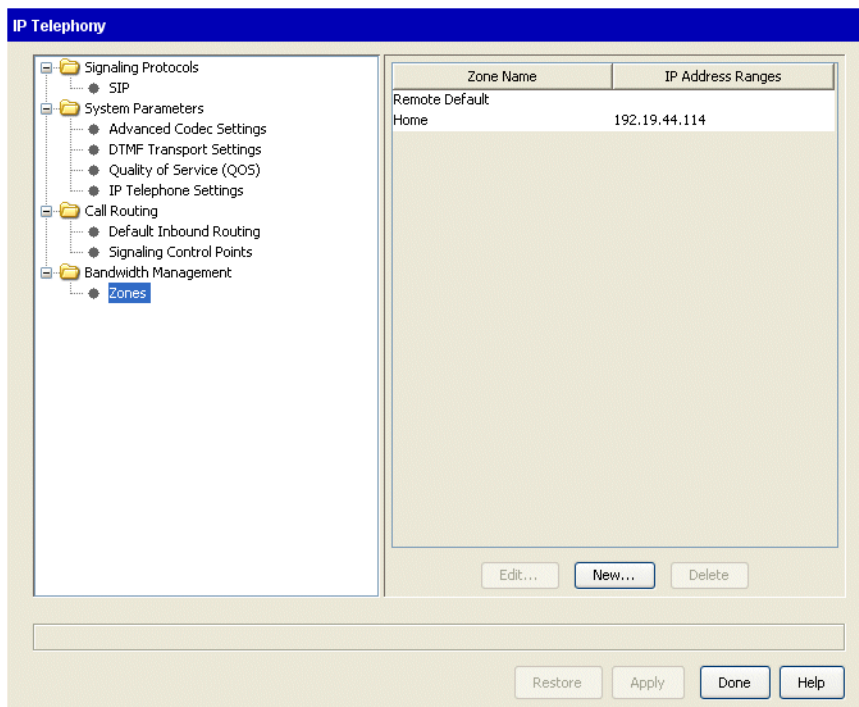 IP Telephony
Signaling Protocols
SIP
System Parameters
Advanced Codec Settings
DTMF Transport Settings
Quality of Service (QOS)
IP Telephone Settings
Call Routing
Default Inbound Routing
Signaling Control Points
Bandwidth Management
Zones
Zone Name IP Address Ranges
Remote Default
Home 192.19.44.114
Edit... New... Delete
Restore Apply Done Help